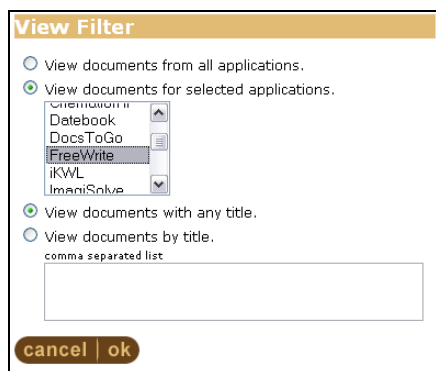 View Filter
View documents from all applications.
View documents for selected applications.
Datebook
DocsToGo
FreeWrite
iKWL
ImagiSolve
View documents with any title.
View documents by title.
comma separated list
cancel | ok